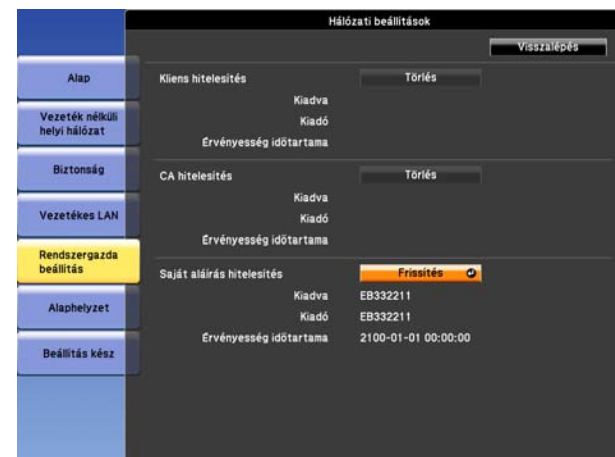 Hálózati beállítások
Visszalépés
Alap
Vezeték nélküli
helyi hálózat
Biztonság
Vezetékes LAN
Rendszergazda
beállítás
Alaphelyzet
Beállítás kész
Kliens hitelesítés Törlés
Kiadva
Kiadó
Érvényesség időtartama
CA hitelesítés Törlés
Kiadva
Kiadó
Érvényesség időtartama
Saját aláírás hitelesítés Frissítés
Kiadva EB332211
Kiadó EB332211
Érvényesség időtartama 2100-01-01 00:00:00